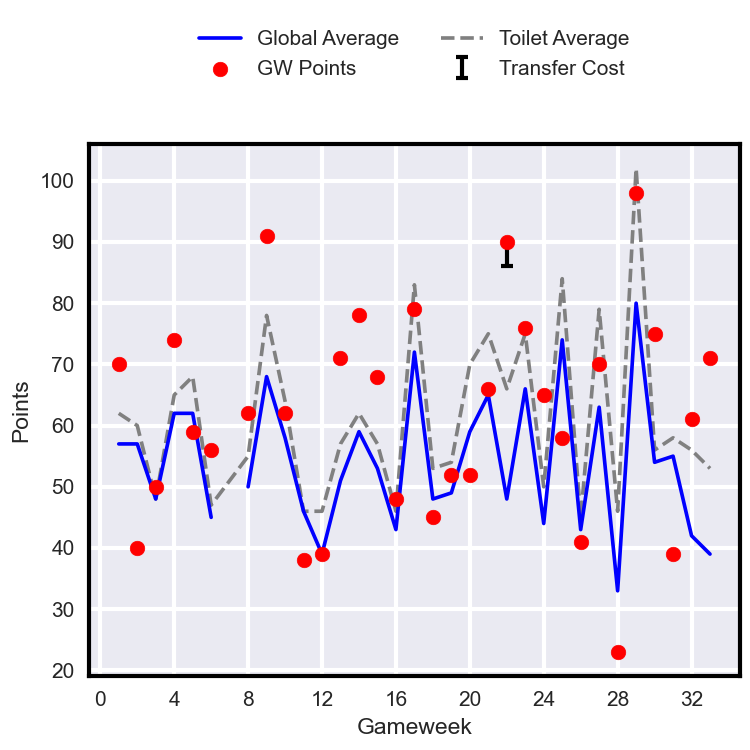 Global Average
Toilet Average
GW Points
Transfer Cost
100
90
80
70
60
50
40
30
20
Points
0 4 8 12 16 20 24 28 32
Gameweek